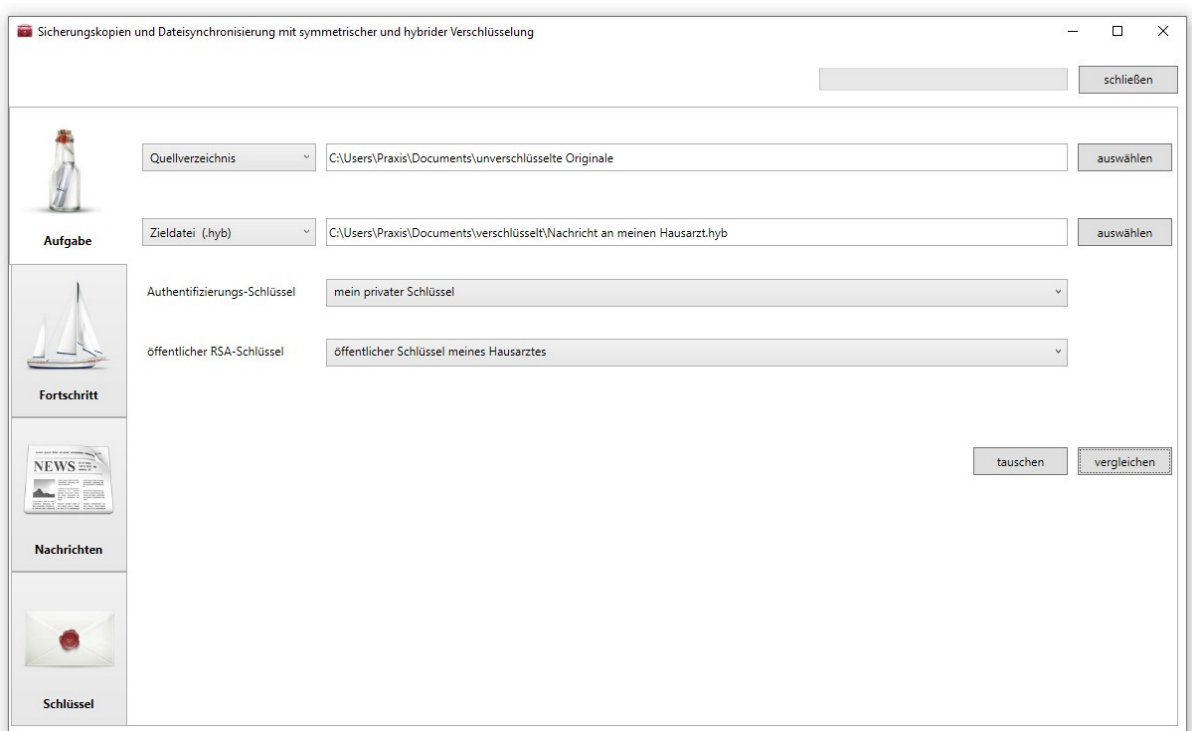 Sicherungskopien und Dateisynchronisierung mit symmetrischer und hybrider Verschlüsselung
schließen
Quellverzeichnis C:\Users\Praxis\Documents\unverschlüsselte Originale auswählen
Aufgabe
Zieldatei (.hyb) C:\Users\Praxis\Documents\verschlüsselt\Nachricht an meinen Hausarzt.hyb auswählen
Authentifizierungs-Schlüssel mein privater Schlüssel
öffentlicher RSA-Schlüssel öffentlicher Schlüssel meines Hausarztes
Fortschritt
tauschen vergleichen
NEWS
Nachrichten
Schlüssel